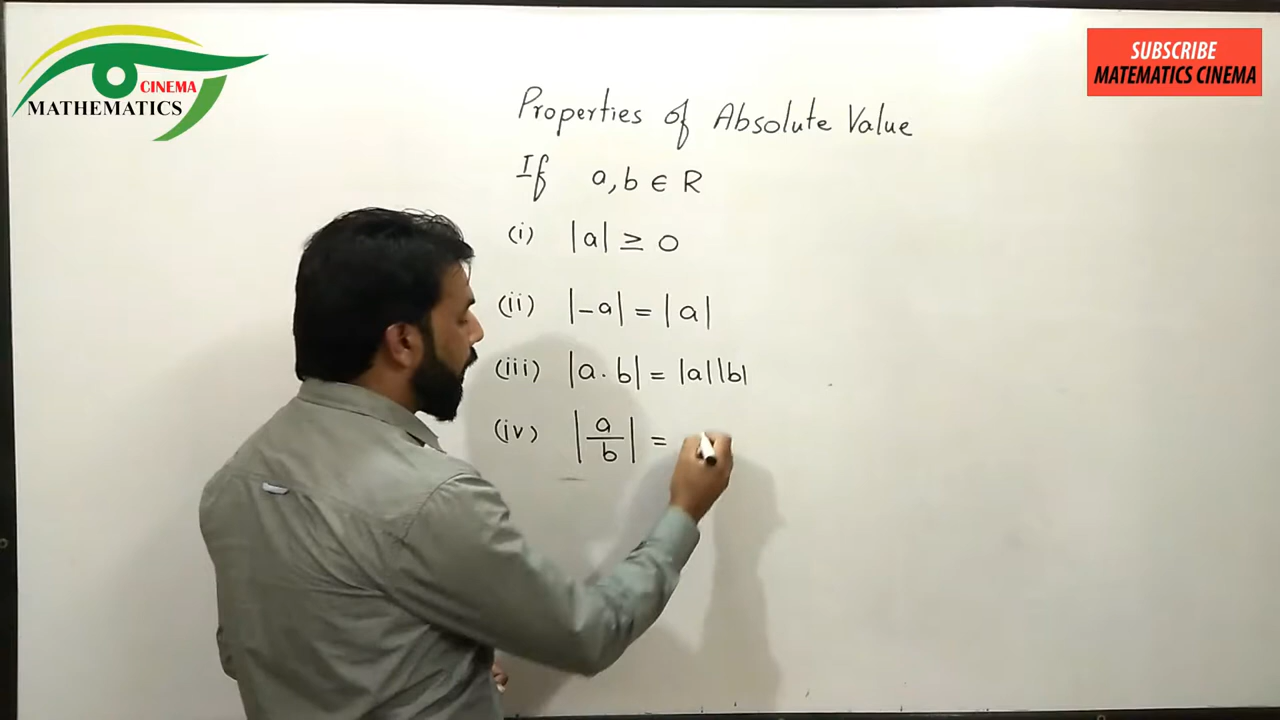 CINEMA
MATHEMATICS
SUBSCRIBE
MATEMATICS CINEMA
Properties of Absolute Value
If a, b ∈ R
(i) |a| ≥ 0
(ii) |-a| = |a|
(iii) |a . b| = |a||b|
(iv) |a/b| =